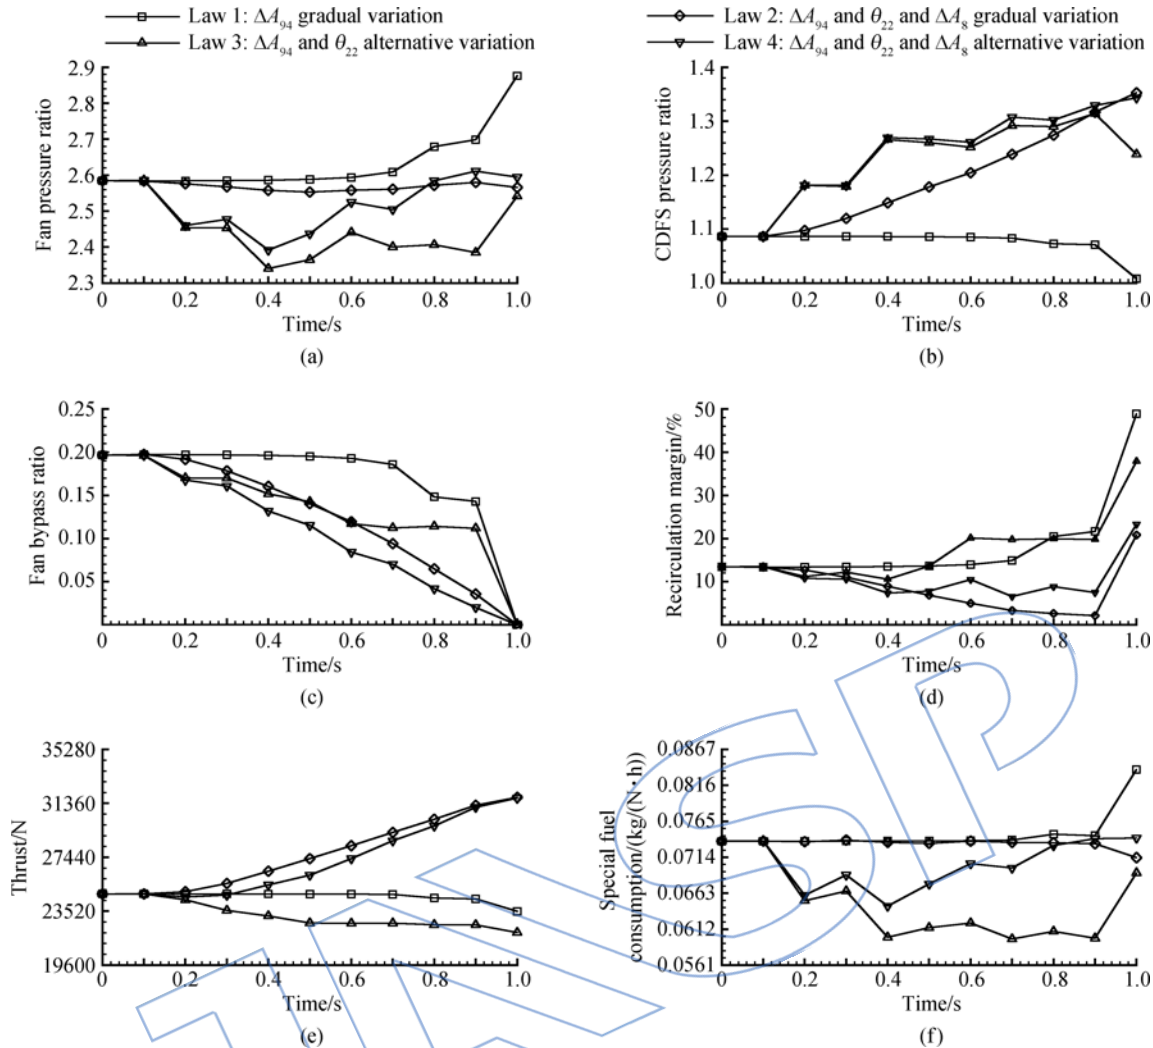 Law 1: ΔA₉₄ gradual variation
Law 2: ΔA₉₄ and θ₂₂ and ΔA₈ gradual variation
Law 3: ΔA₉₄ and θ₂₂ alternative variation
Law 4: ΔA₉₄ and θ₂₂ and ΔA₈ alternative variation
Fan pressure ratio
2.9
2.8
2.7
2.6
2.5
2.4
2.3
0 0.2 0.4 0.6 0.8 1.0
Time/s
(a)
CDFS pressure ratio
1.4
1.3
1.2
1.1
1.0
0 0.2 0.4 0.6 0.8 1.0
Time/s
(b)
Fan bypass ratio
0.25
0.20
0.15
0.10
0.05
0 0.2 0.4 0.6 0.8 1.0
Time/s
(c)
Recirculation margin/%
50
40
30
20
10
0 0.2 0.4 0.6 0.8 1.0
Time/s
(d)
Thrust/N
35280
31360
27440
23520
19600
0 0.2 0.4 0.6 0.8 1.0
Time/s
(e)
Special fuel
consumption/(kg/(N·h))
0.0867
0.0816
0.0765
0.0714
0.0663
0.0612
0.0561
0 0.2 0.4 0.6 0.8 1.0
Time/s
(f)